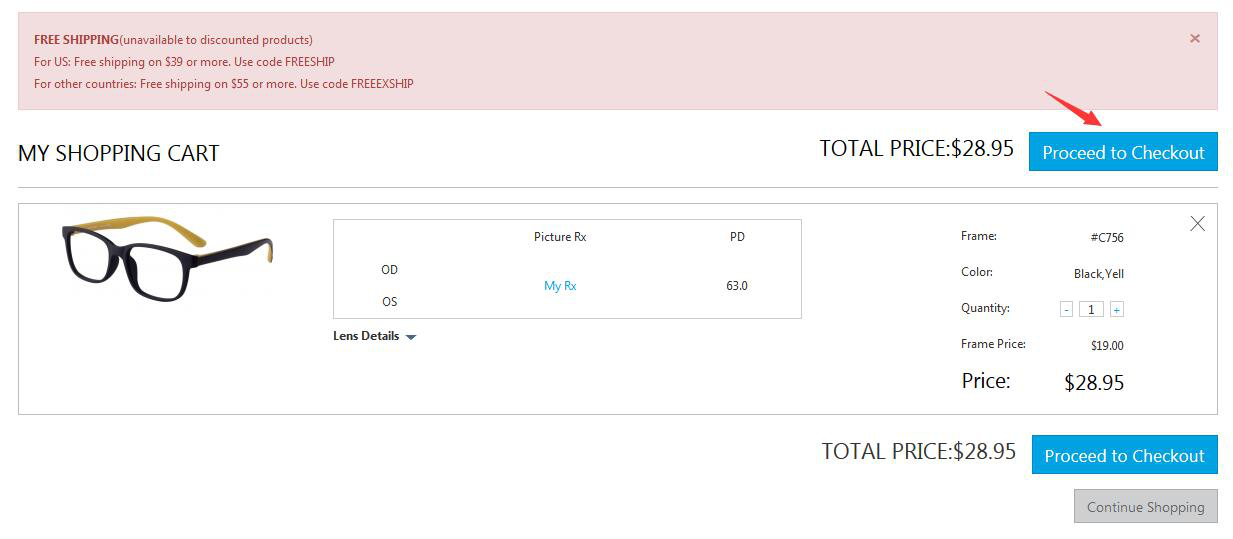 FREE SHIPPING(unavailable to discounted products)
For US: Free shipping on $39 or more. Use code FREESHIP
For other countries: Free shipping on $55 or more. Use code FREEEXSHIP
MY SHOPPING CART
TOTAL PRICE:$28.95
Proceed to Checkout
Picture Rx PD
OD
My Rx 63.0
OS
Lens Details
Frame: #C756
Color: Black,Yell
Quantity: - 1 +
Frame Price: $19.00
Price: $28.95
TOTAL PRICE:$28.95
Proceed to Checkout
Continue Shopping